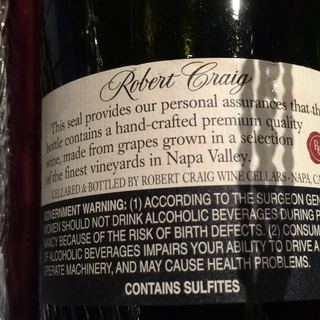 Robert Craig
This seal provides our personal assurances that th
bottle contains a hand-crafted premium quality
wine, made from grapes grown in a selection
of the finest vineyards in Napa Valley.
CELLARED & BOTTLED BY ROBERT CRAIG WINE CELLARS - NAPA, CA
GOVERNMENT WARNING: (1) ACCORDING TO THE SURGEON GEN
WOMEN SHOULD NOT DRINK ALCOHOLIC BEVERAGES DURING P
NANCY BECAUSE OF THE RISK OF BIRTH DEFECTS. (2) CONSUM
OF ALCOHOLIC BEVERAGES IMPAIRS YOUR ABILITY TO DRIVE A
OPERATE MACHINERY, AND MAY CAUSE HEALTH PROBLEMS.
CONTAINS SULFITES